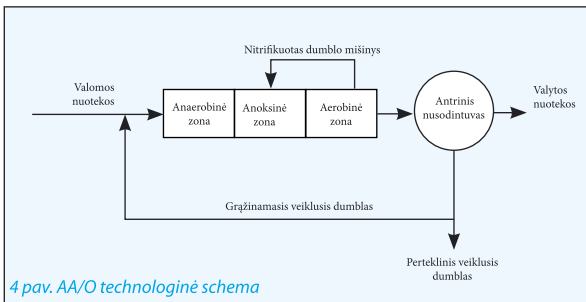 Nitrifikuotas dumblo mišinys
Valomos
nuotekos
Anaerobinė
zona
Anoksinė
zona
Aerobinė
zona
Antrinis
nusodintuvas
Valytos
nuotekos
Grąžinamasis veiklusis dumblas
Perteklinis veiklusis
dumblas
4 pav. AA/O technologinė schema